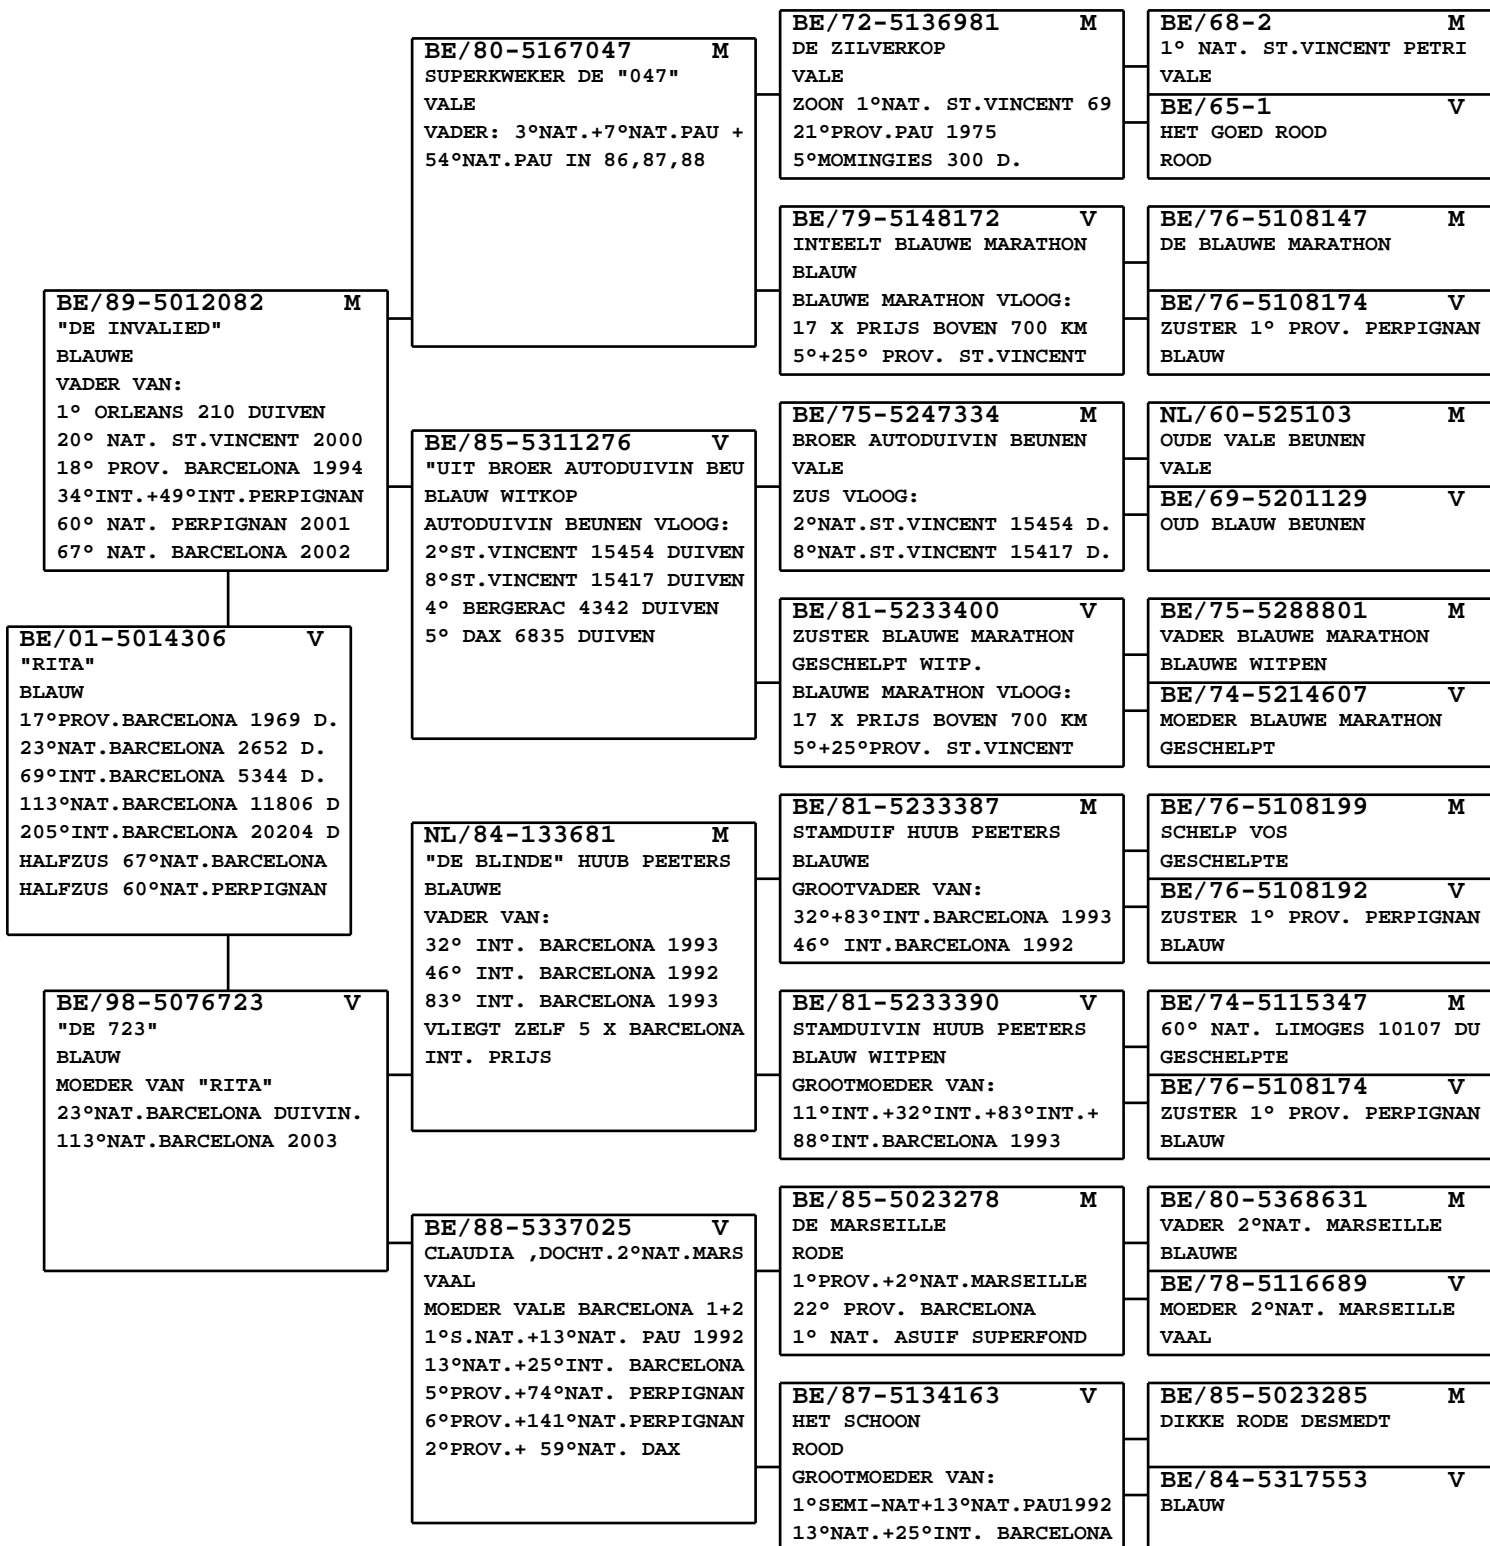 BE/01-5014306 V
"RITA"
BLAUW
17°PROV.BARCELONA 1969 D.
23°NAT.BARCELONA 2652 D.
69°INT.BARCELONA 5344 D.
113°NAT.BARCELONA 11806 D
205°INT.BARCELONA 20204 D
HALFZUS 67°NAT.BARCELONA
HALFZUS 60°NAT.PERPIGNAN
BE/89-5012082 M
"DE INVALIED"
BLAUWE
VADER VAN:
1° ORLEANS 210 DUIVEN
20° NAT. ST.VINCENT 2000
18° PROV. BARCELONA 1994
34°INT.+49°INT.PERPIGNAN
60° NAT. PERPIGNAN 2001
67° NAT. BARCELONA 2002
BE/98-5076723 V
"DE 723"
BLAUW
MOEDER VAN "RITA"
23°NAT.BARCELONA DUIVIN.
113°NAT.BARCELONA 2003
BE/80-5167047 M
SUPERKWEKER DE "047"
VALE
VADER: 3°NAT.+7°NAT.PAU +
54°NAT.PAU IN 86,87,88
BE/85-5311276 V
"UIT BROER AUTODUIVIN BEU
BLAUW WITKOP
AUTODUIVIN BEUNEN VLOOG:
2°ST.VINCENT 15454 DUIVEN
8°ST.VINCENT 15417 DUIVEN
4° BERGERAC 4342 DUIVEN
5° DAX 6835 DUIVEN
NL/84-133681 M
"DE BLINDE" HUUB PEETERS
BLAUWE
VADER VAN:
32° INT. BARCELONA 1993
46° INT. BARCELONA 1992
83° INT. BARCELONA 1993
VLIEGT ZELF 5 X BARCELONA
INT. PRIJS
BE/88-5337025 V
CLAUDIA ,DOCHT.2°NAT.MARS
VAAL
MOEDER VALE BARCELONA 1+2
1°S.NAT.+13°NAT. PAU 1992
13°NAT.+25°INT. BARCELONA
5°PROV.+74°NAT. PERPIGNAN
6°PROV.+141°NAT.PERPIGNAN
2°PROV.+ 59°NAT. DAX
BE/72-5136981 M
DE ZILVERKOP
VALE
ZOON 1°NAT. ST.VINCENT 69
21°PROV.PAU 1975
5°MOMINGIES 300 D.
BE/79-5148172 V
INTEELT BLAUWE MARATHON
BLAUW
BLAUWE MARATHON VLOOG:
17 X PRIJS BOVEN 700 KM
5°+25° PROV. ST.VINCENT
BE/75-5247334 M
BROER AUTODUIVIN BEUNEN
VALE
ZUS VLOOG:
2°NAT.ST.VINCENT 15454 D.
8°NAT.ST.VINCENT 15417 D.
BE/81-5233400 V
ZUSTER BLAUWE MARATHON
GESCHELPT WITP.
BLAUWE MARATHON VLOOG:
17 X PRIJS BOVEN 700 KM
5°+25°PROV. ST.VINCENT
BE/81-5233387 M
STAMDUIF HUUB PEETERS
BLAUWE
GROOTVADER VAN:
32°+83°INT.BARCELONA 1993
46° INT.BARCELONA 1992
BE/81-5233390 V
STAMDUIVIN HUUB PEETERS
BLAUW WITPEN
GROOTMOEDER VAN:
11°INT.+32°INT.+83°INT.+
88°INT.BARCELONA 1993
BE/85-5023278 M
DE MARSEILLE
RODE
1°PROV.+2°NAT.MARSEILLE
22° PROV. BARCELONA
1° NAT. ASUIF SUPERFOND
BE/87-5134163 V
HET SCHOON
ROOD
GROOTMOEDER VAN:
1°SEMI-NAT+13°NAT.PAU1992
13°NAT.+25°INT. BARCELONA
BE/68-2 M
1° NAT. ST.VINCENT PETRI
VALE
BE/65-1 V
HET GOED ROOD
ROOD
BE/76-5108147 M
DE BLAUWE MARATHON
BE/76-5108174 V
ZUSTER 1° PROV. PERPIGNAN
BLAUW
NL/60-525103 M
OUDE VALE BEUNEN
VALE
BE/69-5201129 V
OUD BLAUW BEUNEN
BE/75-5288801 M
VADER BLAUWE MARATHON
BLAUWE WITPEN
BE/74-5214607 V
MOEDER BLAUWE MARATHON
GESCHELPT
BE/76-5108199 M
SCHELP VOS
GESCHELPTE
BE/76-5108192 V
ZUSTER 1° PROV. PERPIGNAN
BLAUW
BE/74-5115347 M
60° NAT. LIMOGES 10107 DU
GESCHELPTE
BE/76-5108174 V
ZUSTER 1° PROV. PERPIGNAN
BLAUW
BE/80-5368631 M
VADER 2°NAT. MARSEILLE
BLAUWE
BE/78-5116689 V
MOEDER 2°NAT. MARSEILLE
VAAL
BE/85-5023285 M
DIKKE RODE DESMEDT
BE/84-5317553 V
BLAUW